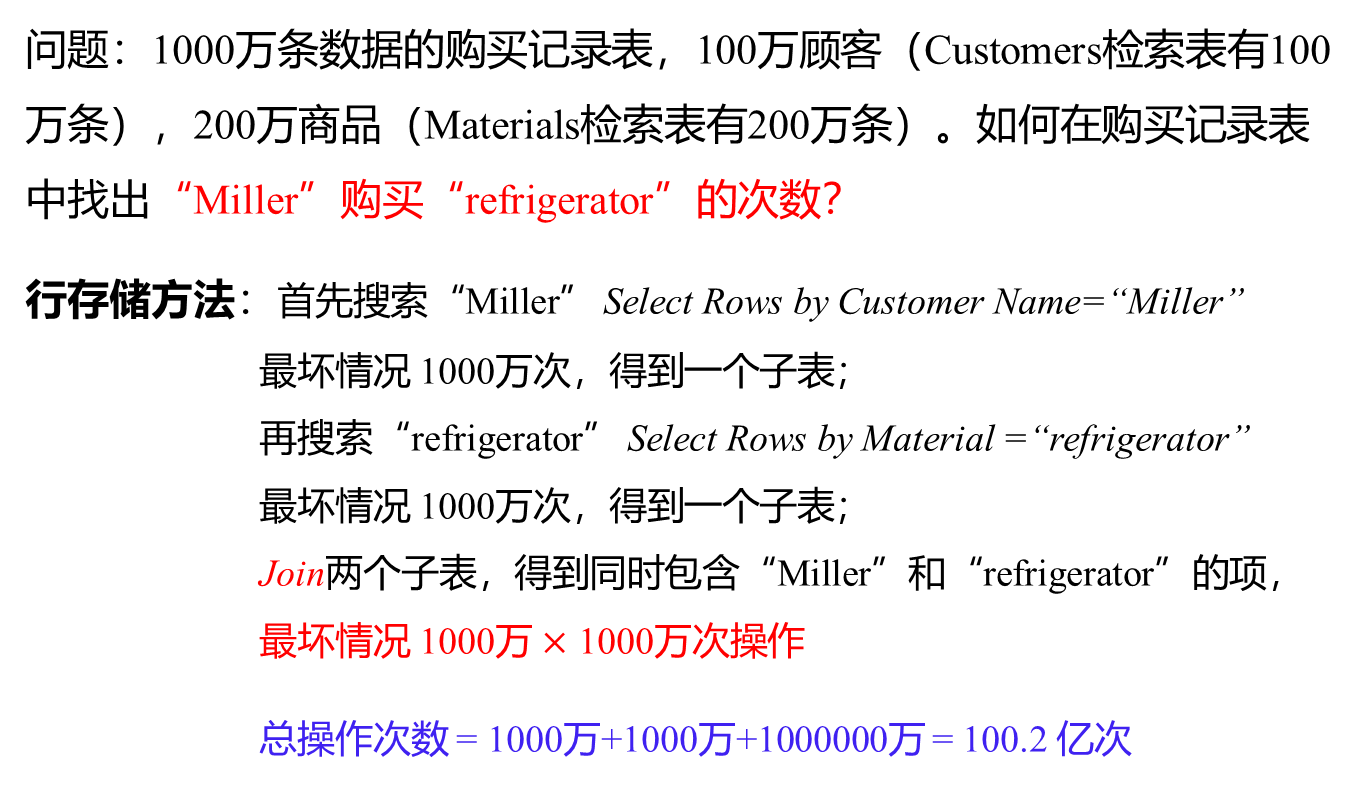 问题：1000万条数据的购买记录表，100万顾客（Customers检索表有100
万条），200万商品（Materials检索表有200万条）。如何在购买记录表
中找出“Miller”购买“refrigerator”的次数？
行存储方法：首先搜索“Miller” Select Rows by Customer Name=“Miller”
最坏情况 1000万次，得到一个子表；
再搜索“refrigerator” Select Rows by Material =“refrigerator”
最坏情况 1000万次，得到一个子表；
Join两个子表，得到同时包含“Miller”和“refrigerator”的项，
最坏情况 1000万 × 1000万次操作
总操作次数 = 1000万+1000万+1000000万 = 100.2 亿次